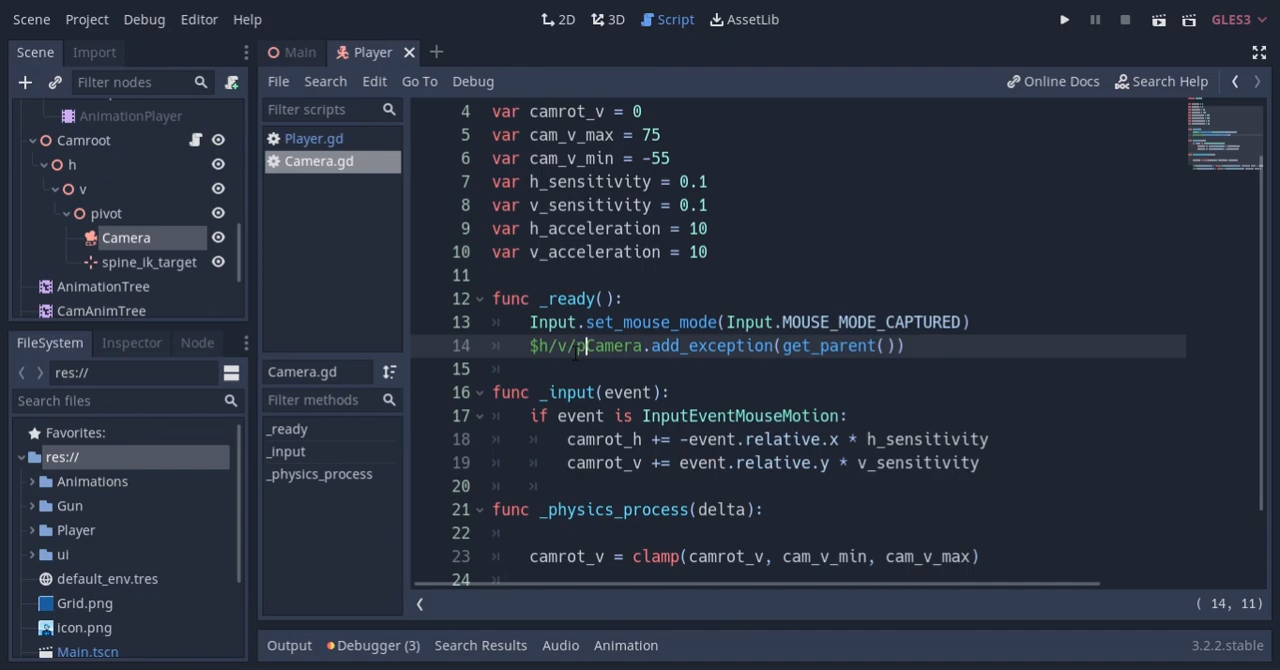 Scene Project Debug Editor Help 2D 3D Script AssetLib GLES3
Scene Import Main Player
Filter nodes File Search Edit Go To Debug Online Docs Search Help
AnimationPlayer
Camroot
h
v
pivot
Camera
spine_ik_target
AnimationTree
CamAnimTree
Filter scripts
Player.gd
Camera.gd
Camera.gd
Filter methods
_ready
_input
_physics_process
4 var camrot_v = 0
5 var cam_v_max = 75
6 var cam_v_min = -55
7 var h_sensitivity = 0.1
8 var v_sensitivity = 0.1
9 var h_acceleration = 10
10 var v_acceleration = 10
11
12 func _ready():
13 Input.set_mouse_mode(Input.MOUSE_MODE_CAPTURED)
14 $h/v/pCamera.add_exception(get_parent())
15
16 func _input(event):
17 if event is InputEventMouseMotion:
18 camrot_h += -event.relative.x * h_sensitivity
19 camrot_v += event.relative.y * v_sensitivity
20
21 func _physics_process(delta):
22
23 camrot_v = clamp(camrot_v, cam_v_min, cam_v_max)
24
( 14, 11)
FileSystem Inspector Node
res://
Search files
Favorites:
res://
Animations
Gun
Player
ui
default_env.tres
Grid.png
icon.png
Main.tscn
Output Debugger (3) Search Results Audio Animation 3.2.2.stable